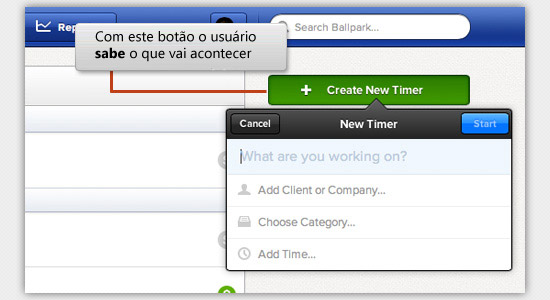 Rep
Search Ballpark...
Com este botão o usuário
sabe o que vai acontecer
+ Create New Timer
Cancel
New Timer
Start
What are you working on?
Add Client or Company...
Choose Category...
Add Time...